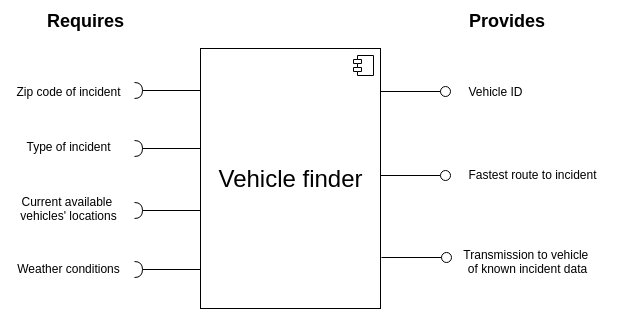 Requires
Provides
Zip code of incident
Vehicle ID
Type of incident
Vehicle finder
Fastest route to incident
Current available
vehicles' locations
Weather conditions
Transmission to vehicle
of known incident data